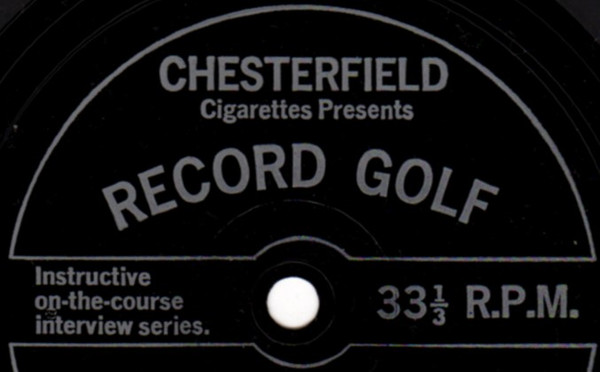 CHESTERFIELD
Cigarettes Presents
RECORD GOLF
Instructive
on-the-course
interview series.
33⅓ R.P.M.